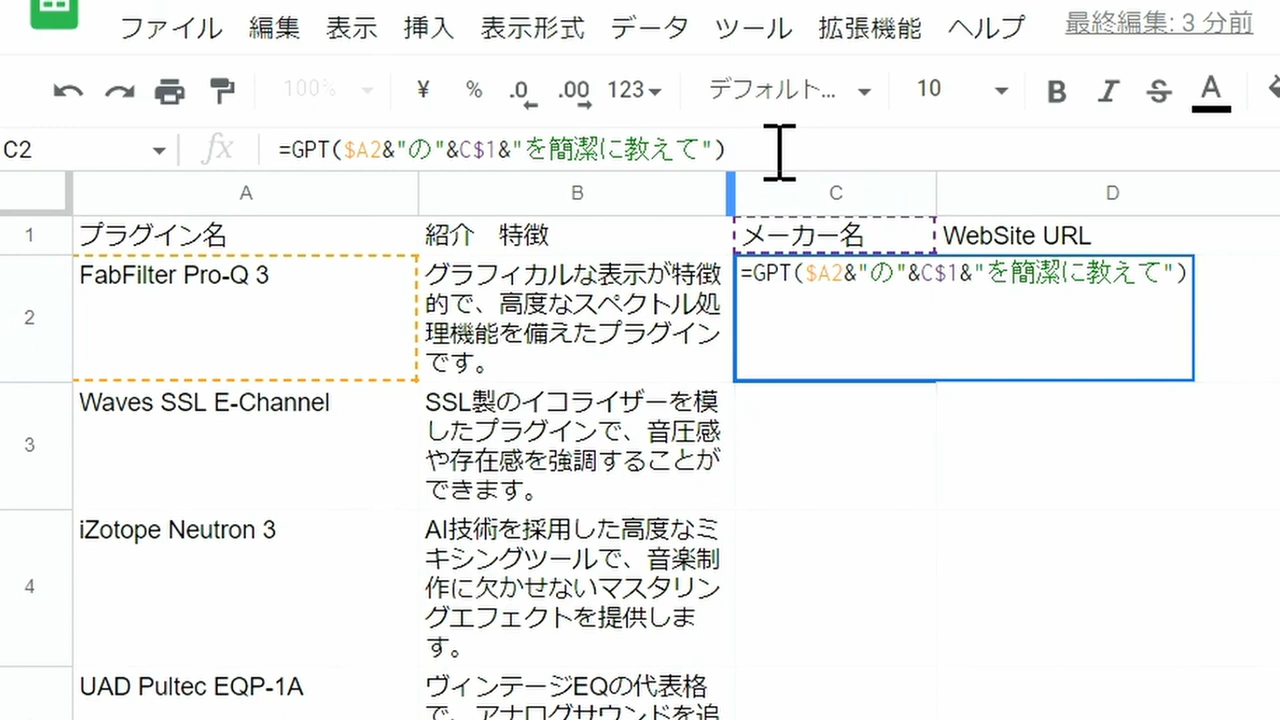 ファイル 編集 表示 挿入 表示形式 データ ツール 拡張機能 ヘルプ 最終編集: 3 分前
100% ¥ % .0 .00 123 デフォルト... 10 B I S A
C2 fx =GPT($A2&"の"&C$1&"を簡潔に教えて")
A B C D
1 プラグイン名 紹介 特徴 メーカー名 WebSite URL
2 FabFilter Pro-Q 3 グラフィカルな表示が特徴 =GPT($A2&"の"&C$1&"を簡潔に教えて")
的で、高度なスペクトル処
理機能を備えたプラグイン
です。
3 Waves SSL E-Channel SSL製のイコライザーを模
したプラグインで、音圧感
や存在感を強調することが
できます。
4 iZotope Neutron 3 AI技術を採用した高度なミ
キシングツールで、音楽制
作に欠かせないマスタリン
グエフェクトを提供しま
す。
UAD Pultec EQP-1A ヴィンテージEQの代表格
で、アナログサウンドを追